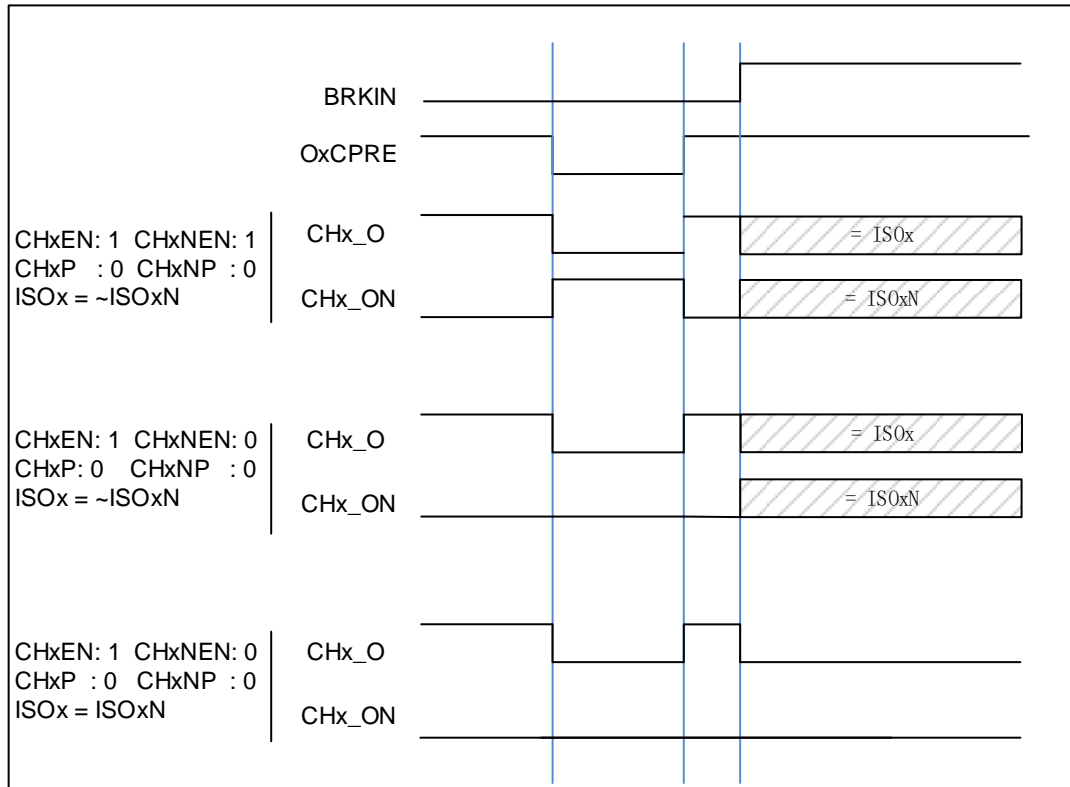 BRKIN
OxCPRE
CHxEN: 1 CHxNEN: 1
CHxP : 0 CHxNP : 0
ISOx = ~ISOxN
CHx_O
= ISOx
CHx_ON
= ISOxN
CHxEN: 1 CHxNEN: 0
CHxP: 0 CHxNP : 0
ISOx = ~ISOxN
CHx_O
= ISOx
CHx_ON
= ISOxN
CHxEN: 1 CHxNEN: 0
CHxP : 0 CHxNP : 0
ISOx = ISOxN
CHx_O
CHx_ON